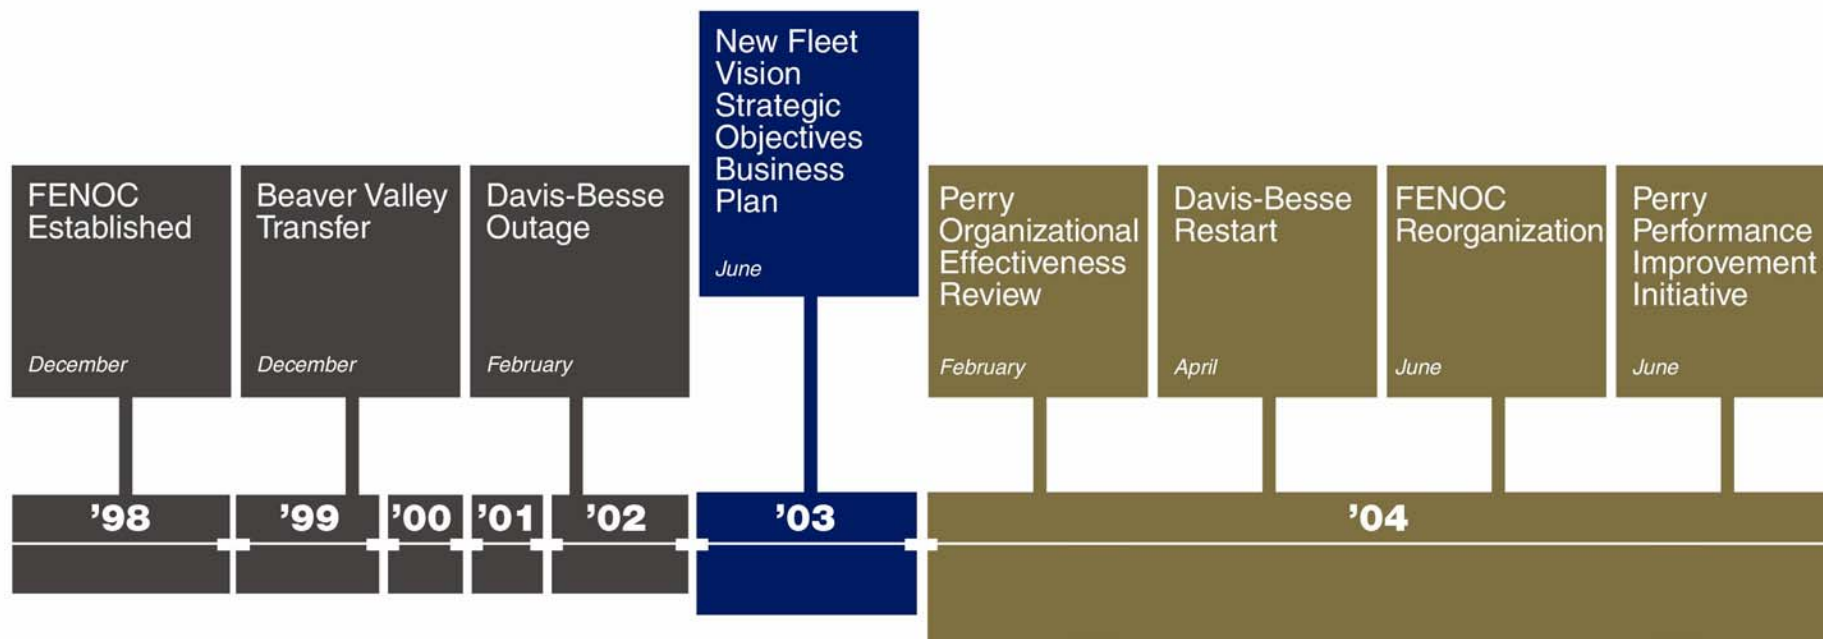 FENOC
Established
December
Beaver Valley
Transfer
December
Davis-Besse
Outage
February
New Fleet
Vision
Strategic
Objectives
Business
Plan
June
Perry
Organizational
Effectiveness
Review
February
Davis-Besse
Restart
April
FENOC
Reorganization
June
Perry
Performance
Improvement
Initiative
June
’98
’99
’00
’01
’02
’03
’04